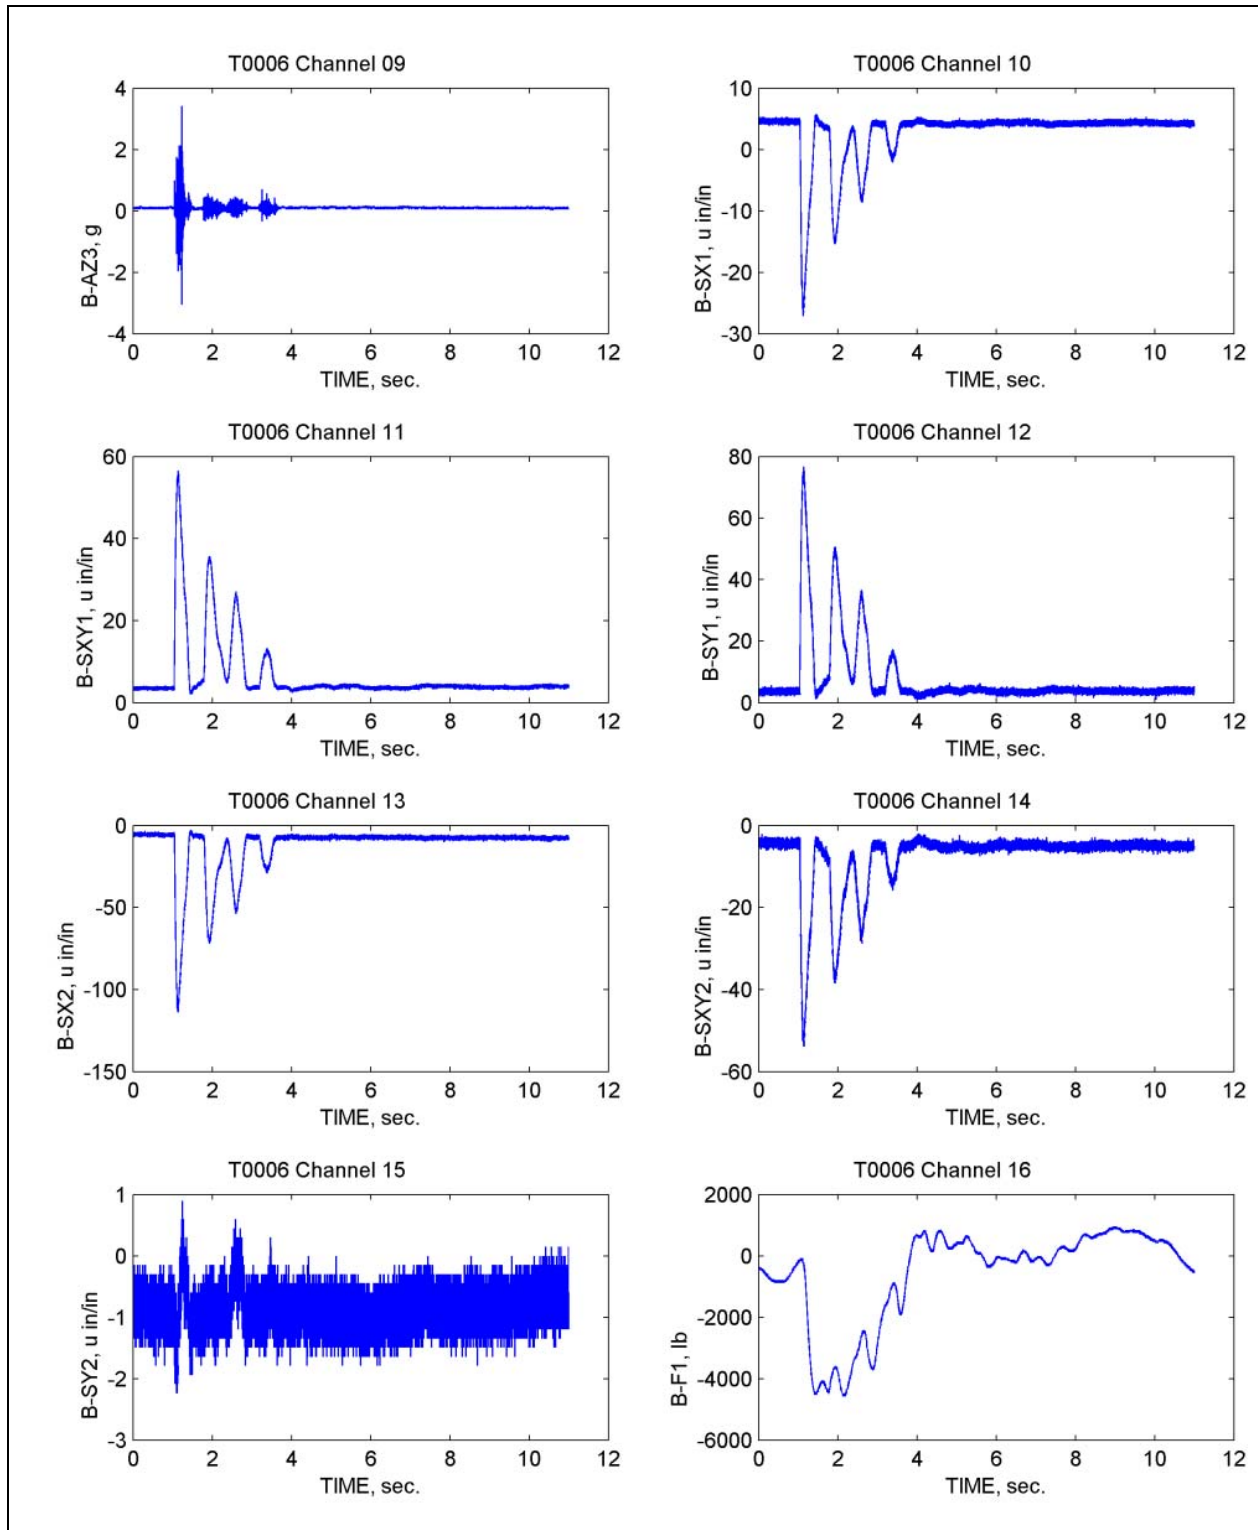 T0006 Channel 09
4
2
0
-2
-4
B-AZ3, g
0 2 4 6 8 10 12
TIME, sec.
T0006 Channel 10
10
0
-10
-20
-30
B-SX1, u in/in
0 2 4 6 8 10 12
TIME, sec.
T0006 Channel 11
60
40
20
0
B-SXY1, u in/in
0 2 4 6 8 10 12
TIME, sec.
T0006 Channel 12
80
60
40
20
0
B-SY1, u in/in
0 2 4 6 8 10 12
TIME, sec.
T0006 Channel 13
0
-50
-100
-150
B-SX2, u in/in
0 2 4 6 8 10 12
TIME, sec.
T0006 Channel 14
0
-20
-40
-60
B-SXY2, u in/in
0 2 4 6 8 10 12
TIME, sec.
T0006 Channel 15
1
0
-1
-2
-3
B-SY2, u in/in
0 2 4 6 8 10 12
TIME, sec.
T0006 Channel 16
2000
0
-2000
-4000
-6000
B-F1, lb
0 2 4 6 8 10 12
TIME, sec.